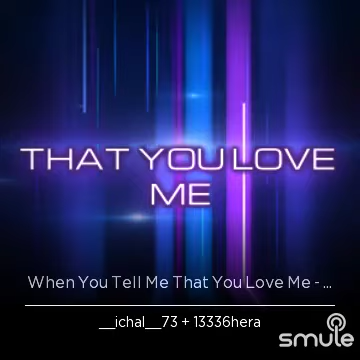 THAT YOU LOVE
ME
When You Tell Me That You Love Me - ...
__ichal__73 + 13336hera
smule